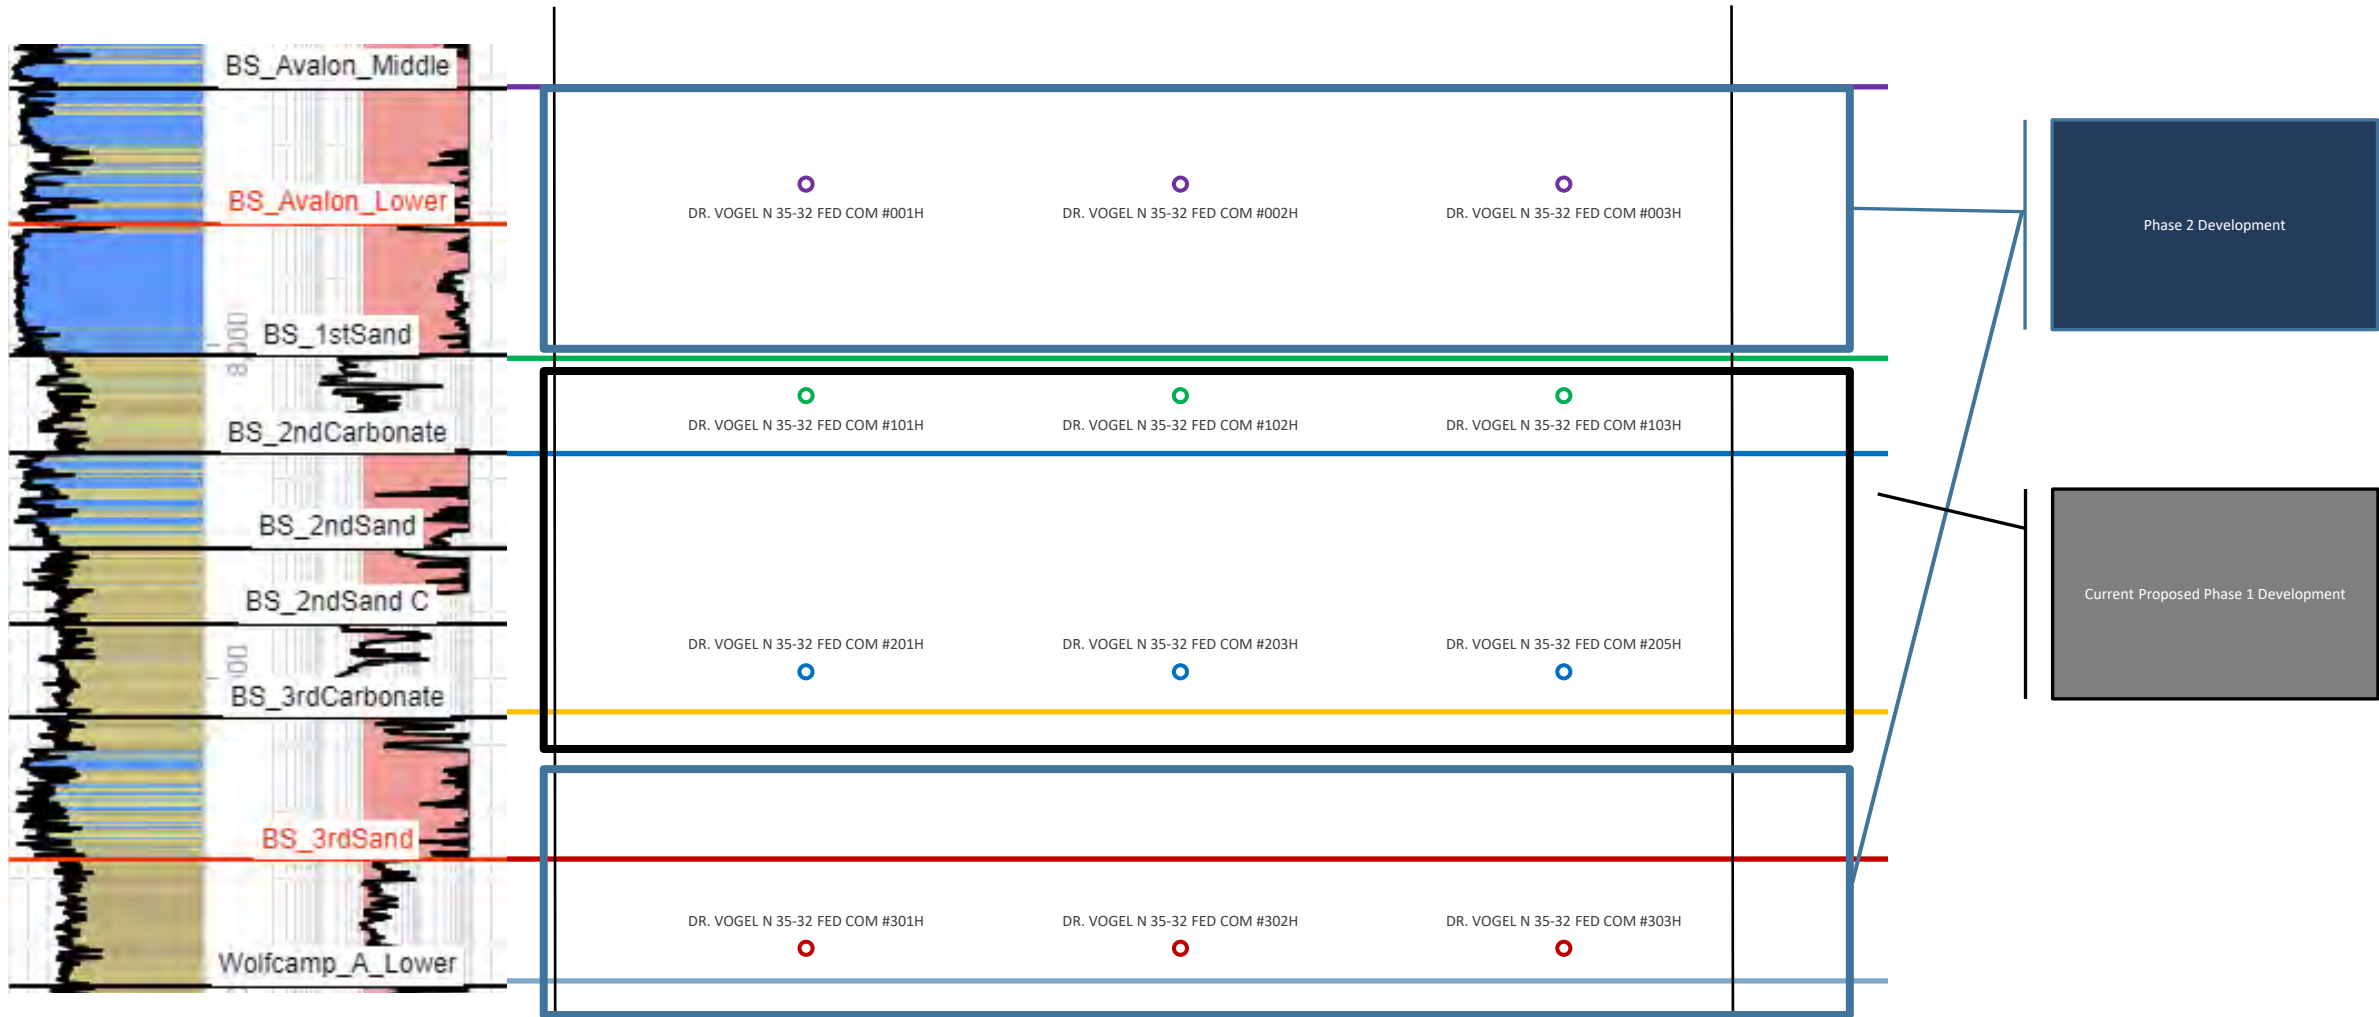 BS_Avalon_Middle
BS_Avalon_Lower
DR. VOGEL N 35-32 FED COM #001H
DR. VOGEL N 35-32 FED COM #002H
DR. VOGEL N 35-32 FED COM #003H
Phase 2 Development
BS_1stSand
DR. VOGEL N 35-32 FED COM #101H
DR. VOGEL N 35-32 FED COM #102H
DR. VOGEL N 35-32 FED COM #103H
BS_2ndCarbonate
BS_2ndSand
BS_2ndSand C
Current Proposed Phase 1 Development
DR. VOGEL N 35-32 FED COM #201H
DR. VOGEL N 35-32 FED COM #203H
DR. VOGEL N 35-32 FED COM #205H
BS_3rdCarbonate
BS_3rdSand
DR. VOGEL N 35-32 FED COM #301H
DR. VOGEL N 35-32 FED COM #302H
DR. VOGEL N 35-32 FED COM #303H
Wolfcamp_A_Lower